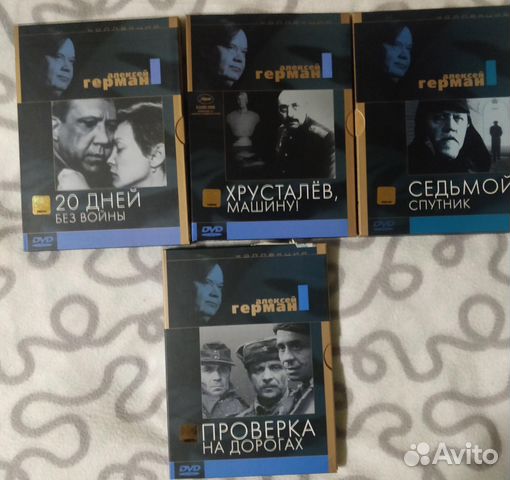 алексей
герман
20 ДНЕЙ
БЕЗ ВОЙНЫ
DVD
алексей
герман
ХРУСТАЛЁВ,
МАШИНУ!
DVD
алексей
герман
СЕДЬМОЙ
СПУТНИК
DVD
коллекция
алексей
герман
ПРОВЕРКА
НА ДОРОГАХ
DVD
Avito